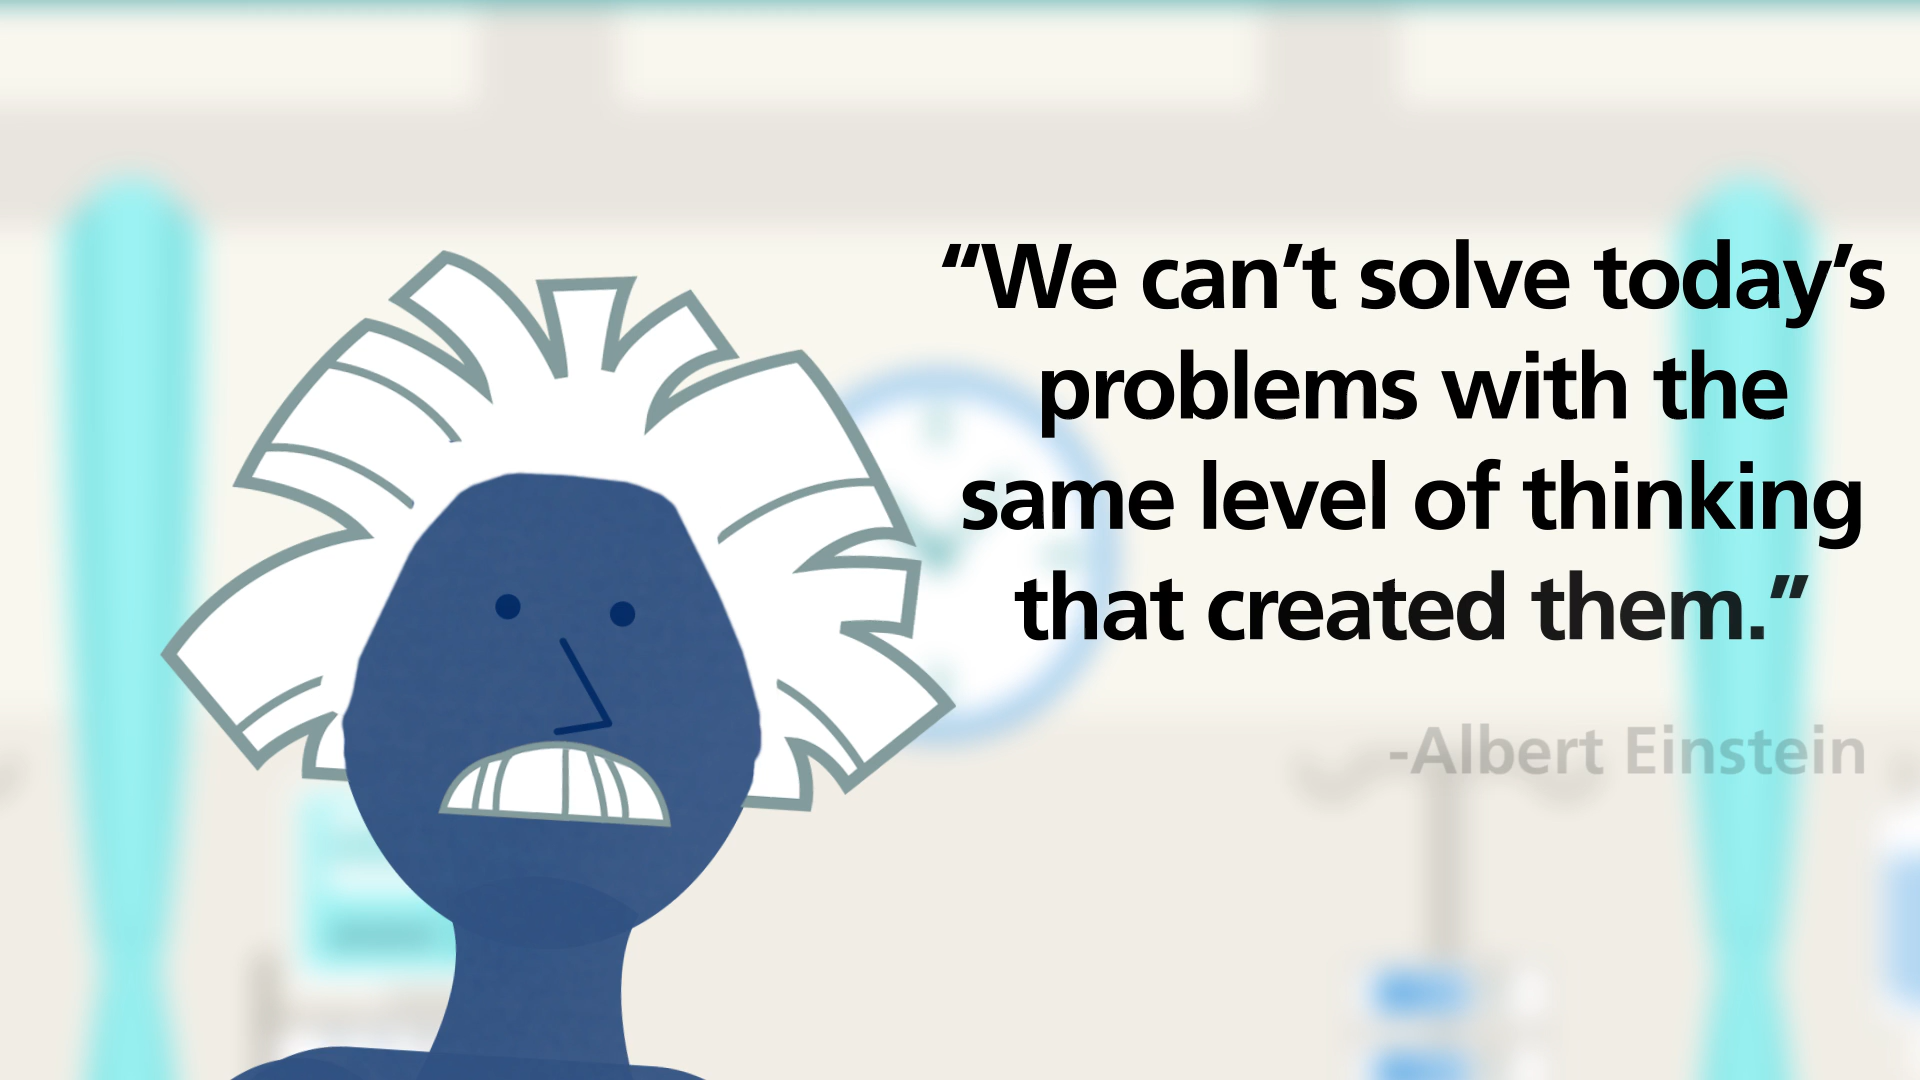 “We can’t solve today’s
problems with the
same level of thinking
that created them.”
-Albert Einstein